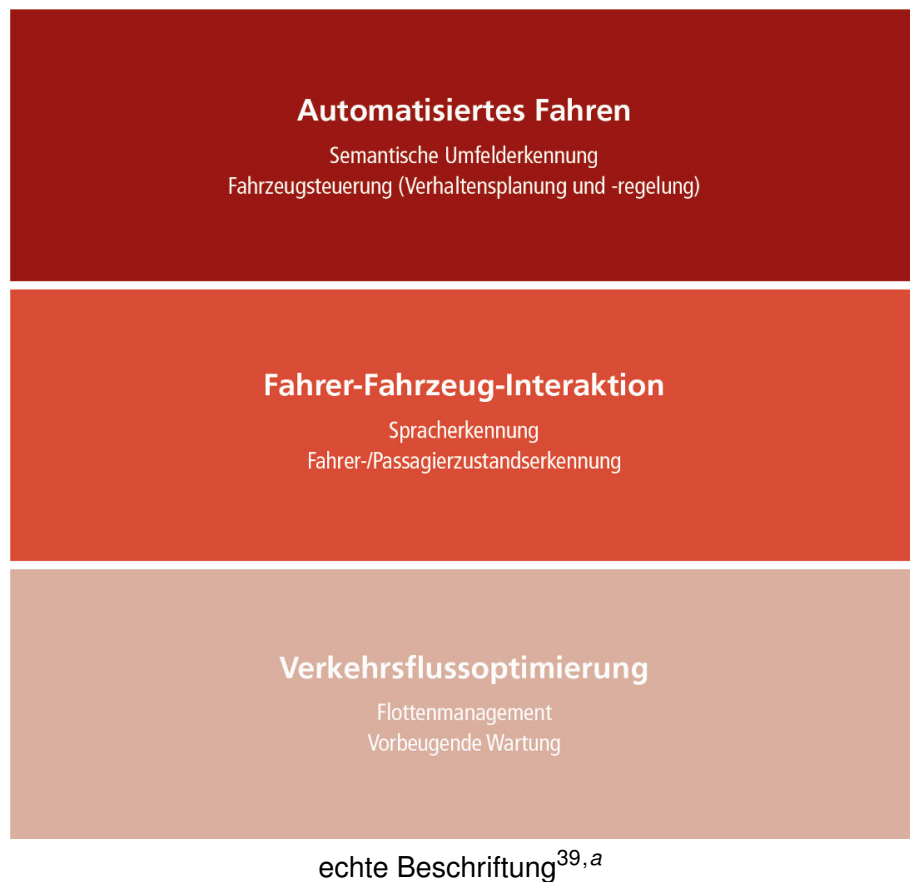 Automatisiertes Fahren
Semantische Umfelderkennung
Fahrzeugsteuerung (Verhaltensplanung und -regelung)
Fahrer-Fahrzeug-Interaktion
Spracherkennung
Fahrer-/Passagierzustandserkennung
Verkehrsflussoptimierung
Flottenmanagement
Vorbeugende Wartung
echte Beschriftung39,a